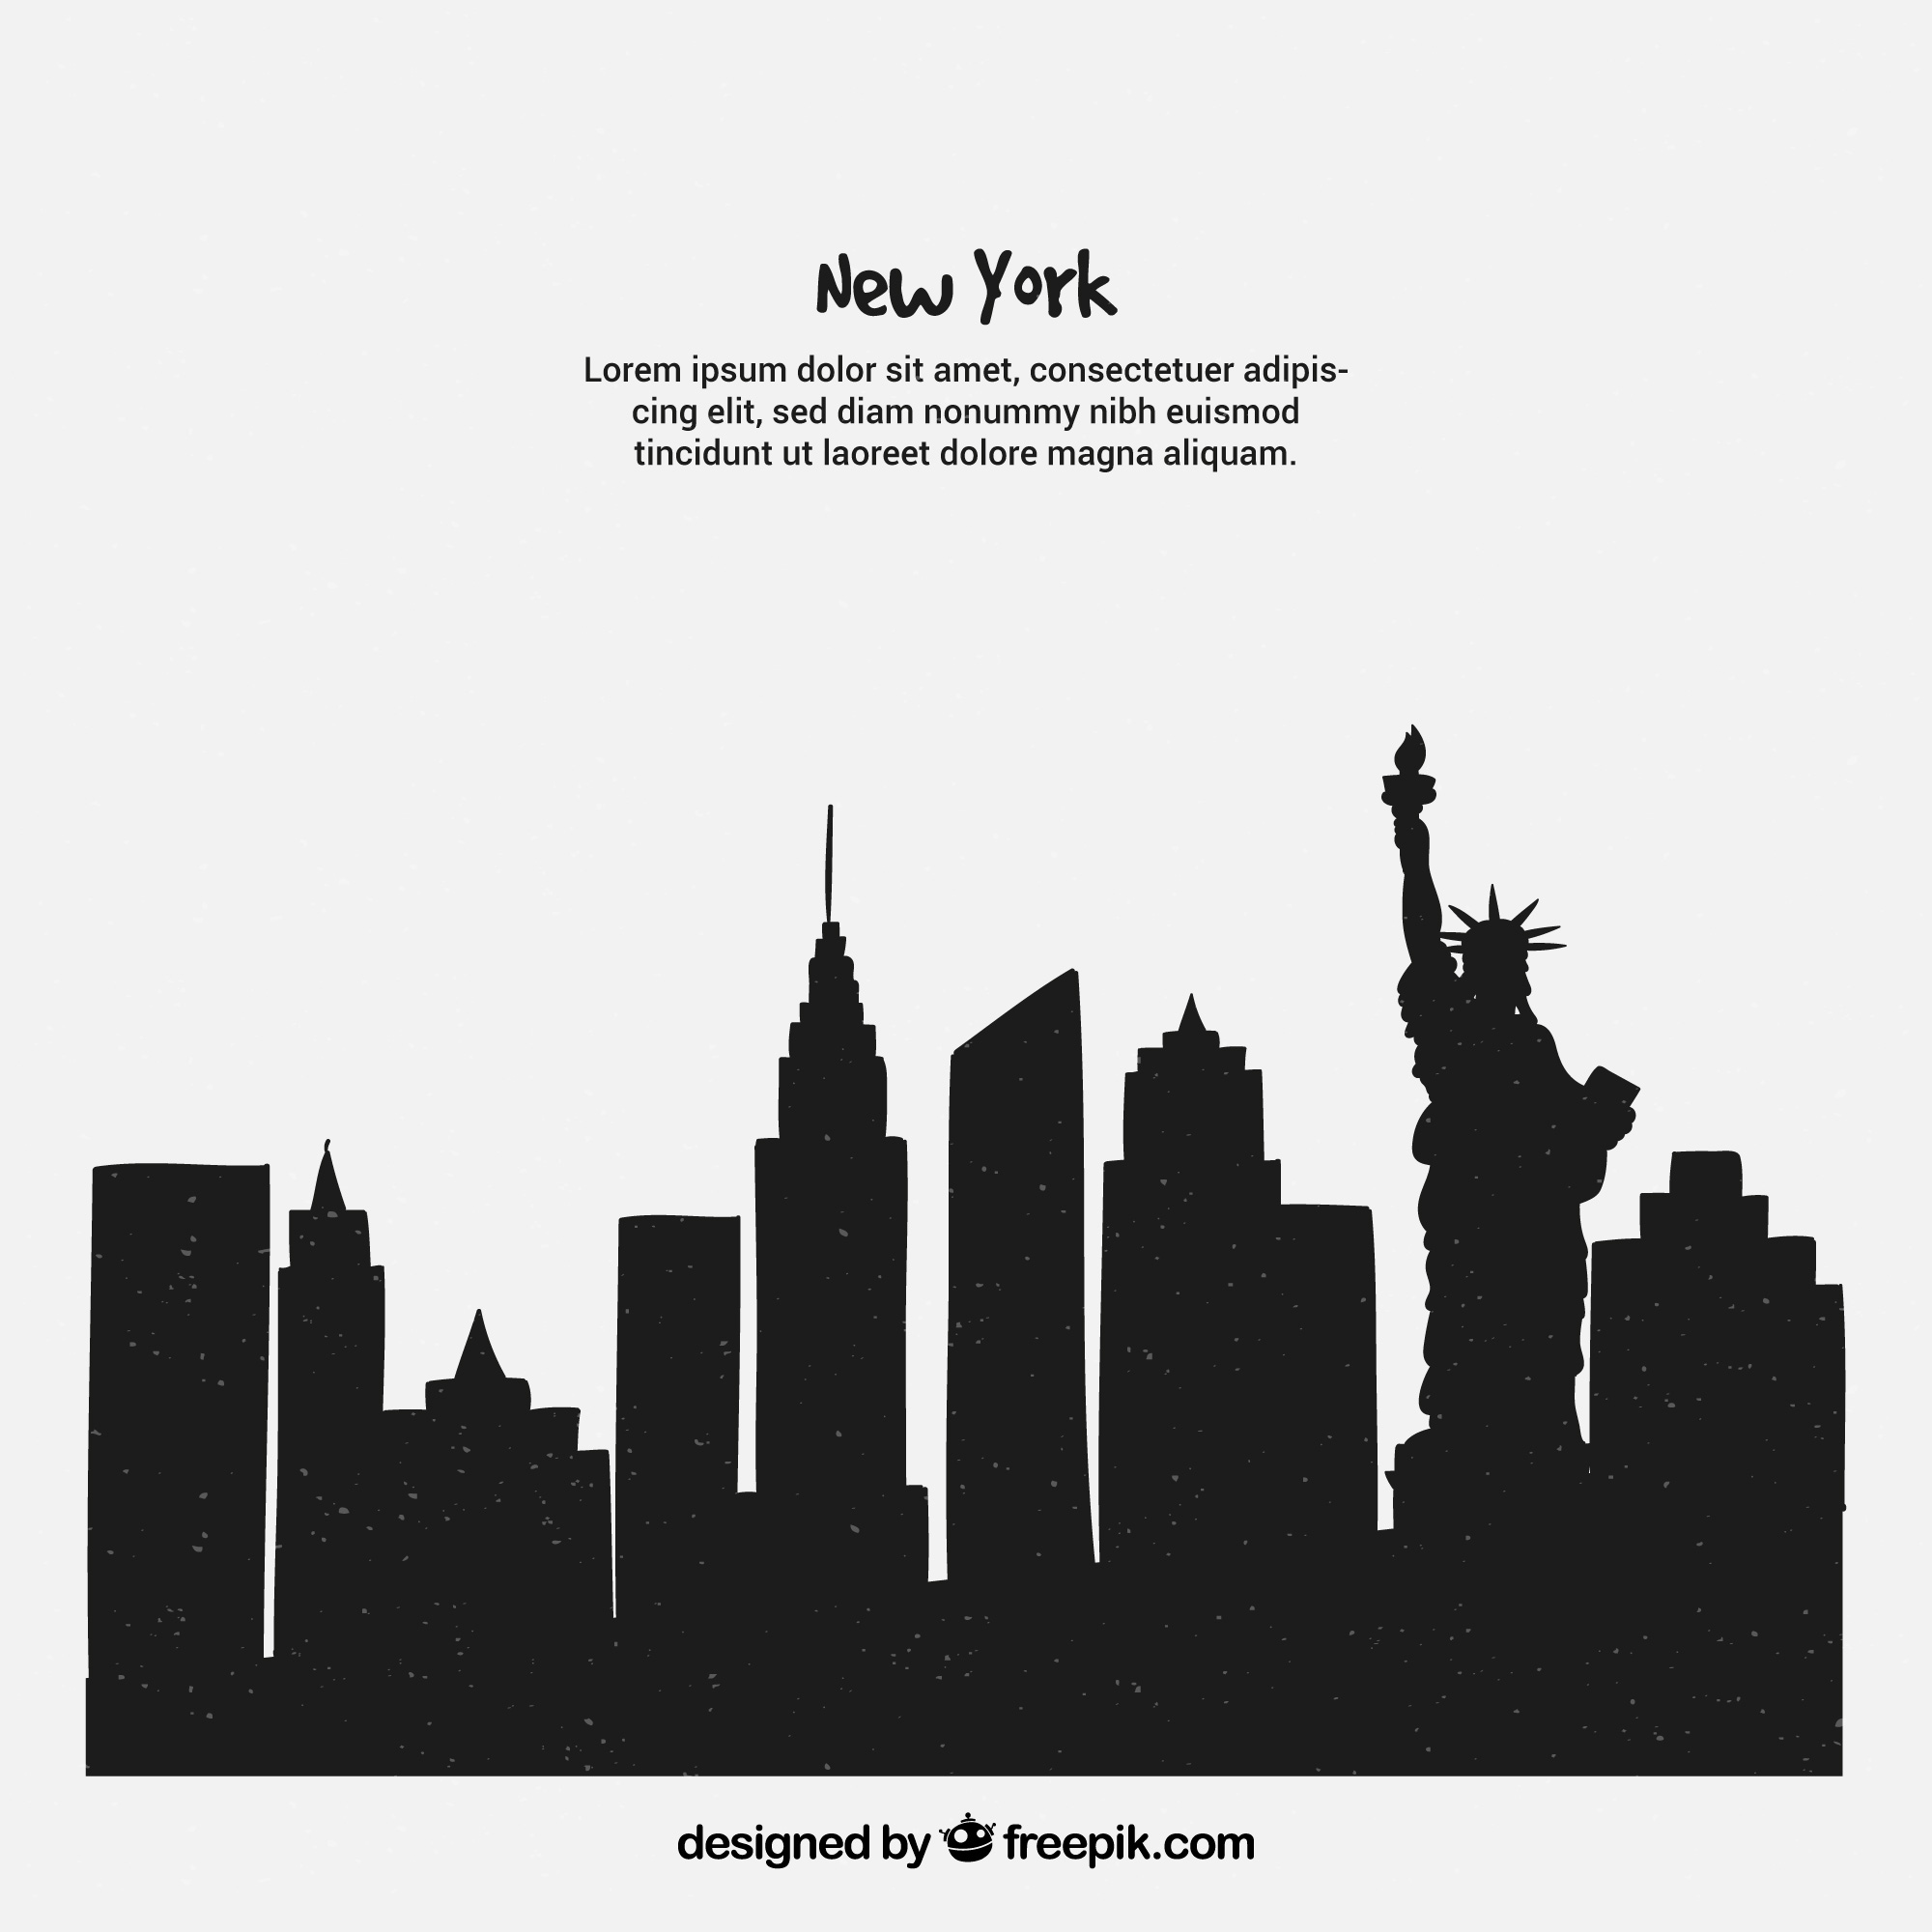 New York
Lorem ipsum dolor sit amet, consectetuer adipis-
cing elit, sed diam nonummy nibh euismod
tincidunt ut laoreet dolore magna aliquam.
designed by freepik.com